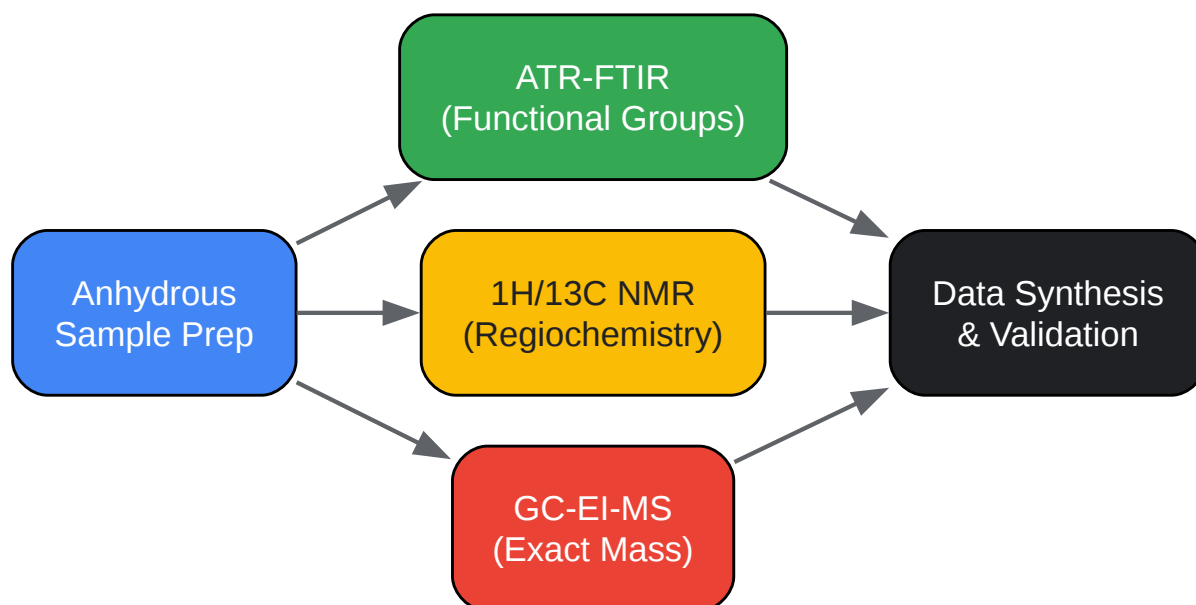 ATR-FTIR
(Functional Groups)
Anhydrous
Sample Prep
1H/13C NMR
(Regiochemistry)
Data Synthesis
& Validation
GC-EI-MS
(Exact Mass)